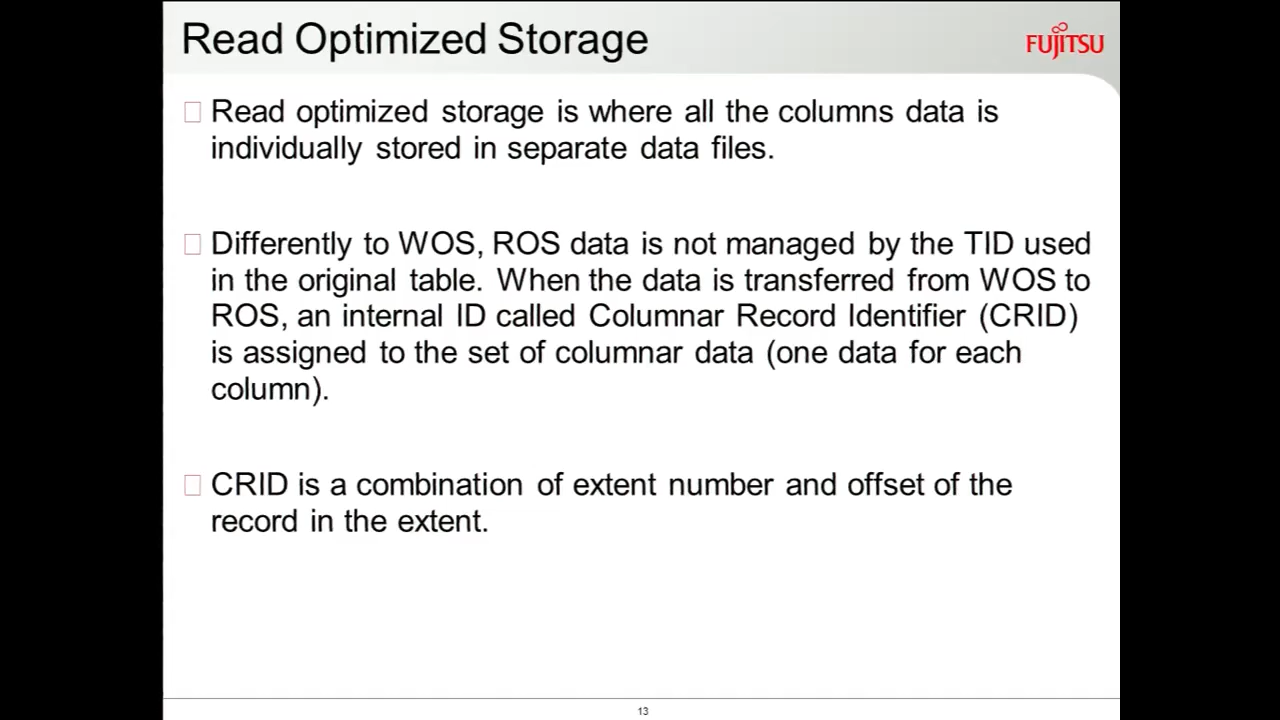 Read Optimized Storage
FUJITSU
Read optimized storage is where all the columns data is
individually stored in separate data files.
Differently to WOS, ROS data is not managed by the TID used
in the original table. When the data is transferred from WOS to
ROS, an internal ID called Columnar Record Identifier (CRID)
is assigned to the set of columnar data (one data for each
column).
CRID is a combination of extent number and offset of the
record in the extent.
13